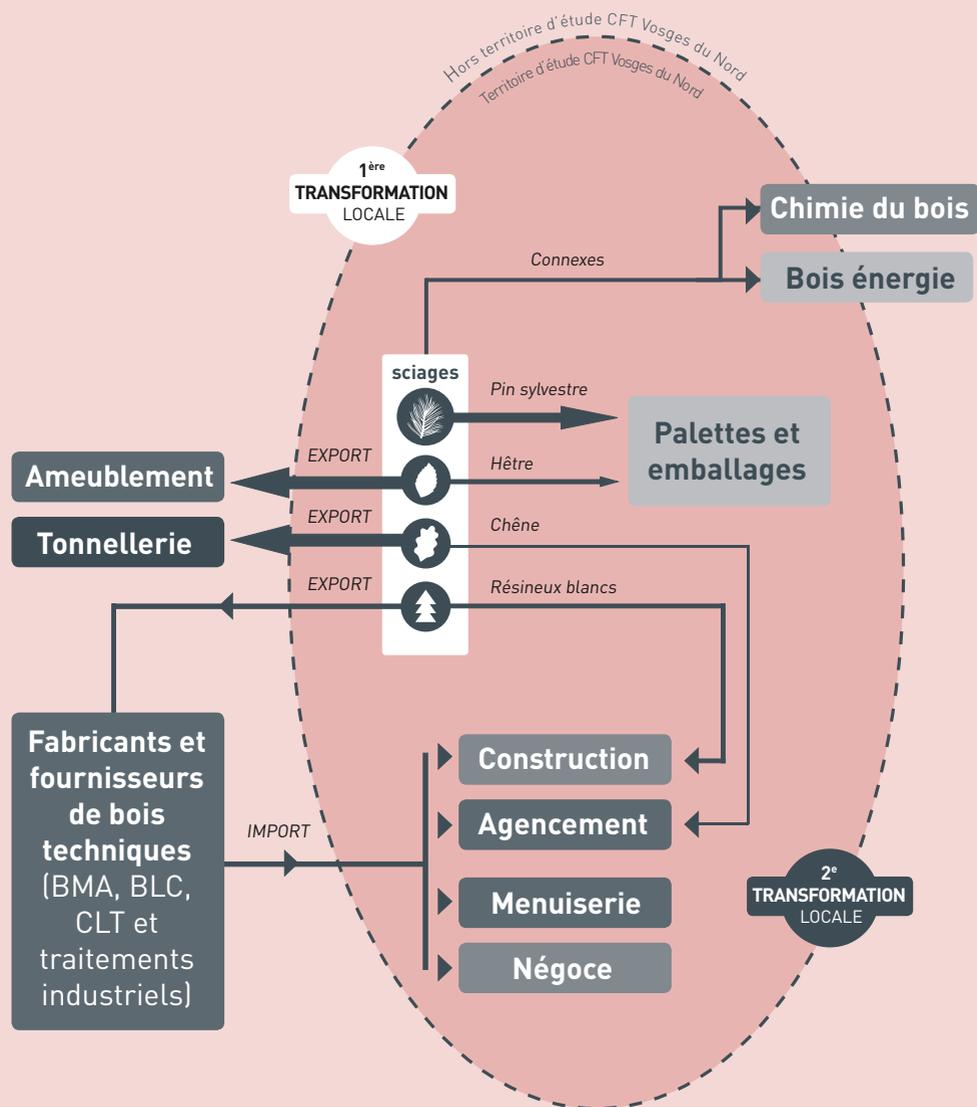 Hors territoire d’étude CFT Vosges du Nord
Territoire d’étude CFT Vosges du Nord
1ère
TRANSFORMATION
LOCALE
Chimie du bois
Connexes
Bois énergie
sciages
Pin sylvestre
Palettes et
emballages
EXPORT
Hêtre
Ameublement
EXPORT
Chêne
Tonnellerie
EXPORT
Résineux blancs
Fabricants et
fournisseurs
de bois
techniques
(BMA, BLC,
CLT et
traitements
industriels)
IMPORT
Construction
Agencement
Menuiserie
Négoce
2e
TRANSFORMATION
LOCALE